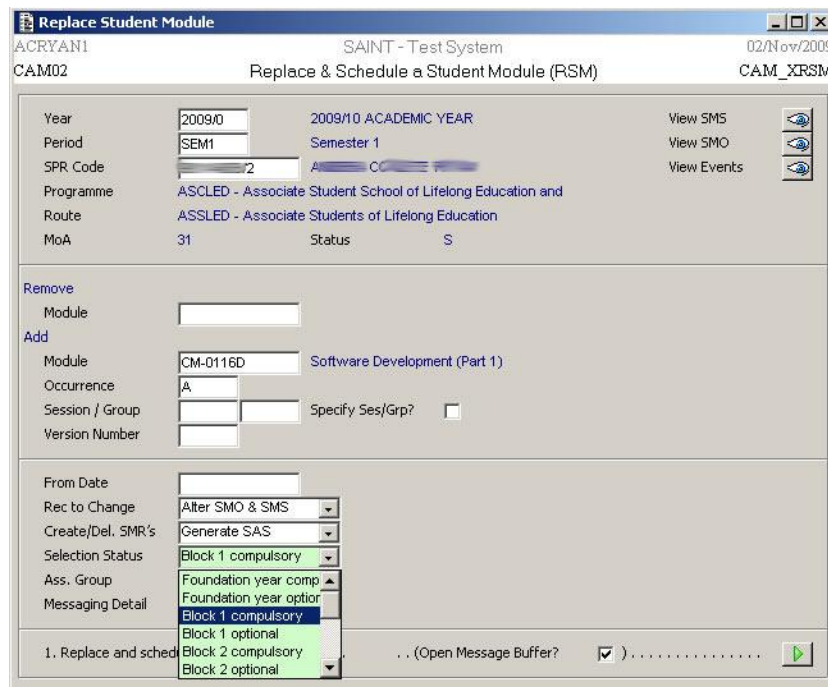 Replace Student Module
ACRYAN1 SAINT - Test System 02/Nov/2009
CAM02 Replace & Schedule a Student Module (RSM) CAM_XRSM
Year 2009/0 2009/10 ACADEMIC YEAR View SMS
Period SEM1 Semester 1 View SMO
SPR Code /2 View Events
Programme ASCLED - Associate Student School of Lifelong Education and
Route ASSLED - Associate Students of Lifelong Education
MoA 31 Status S
Remove
Module
Add
Module CM-0116D Software Development (Part 1)
Occurrence A
Session / Group Specify Ses/Grp?
Version Number
From Date
Rec to Change Alter SMO & SMS
Create/Del. SMR's Generate SAS
Selection Status Block 1 compulsory
Ass. Group Foundation year comp
Foundation year option
Messaging Detail Block 1 compulsory
Block 1 optional
1. Replace and sched Block 2 compulsory . . . (Open Message Buffer? ) . . . . . . . . . . . . . . .
Block 2 optional